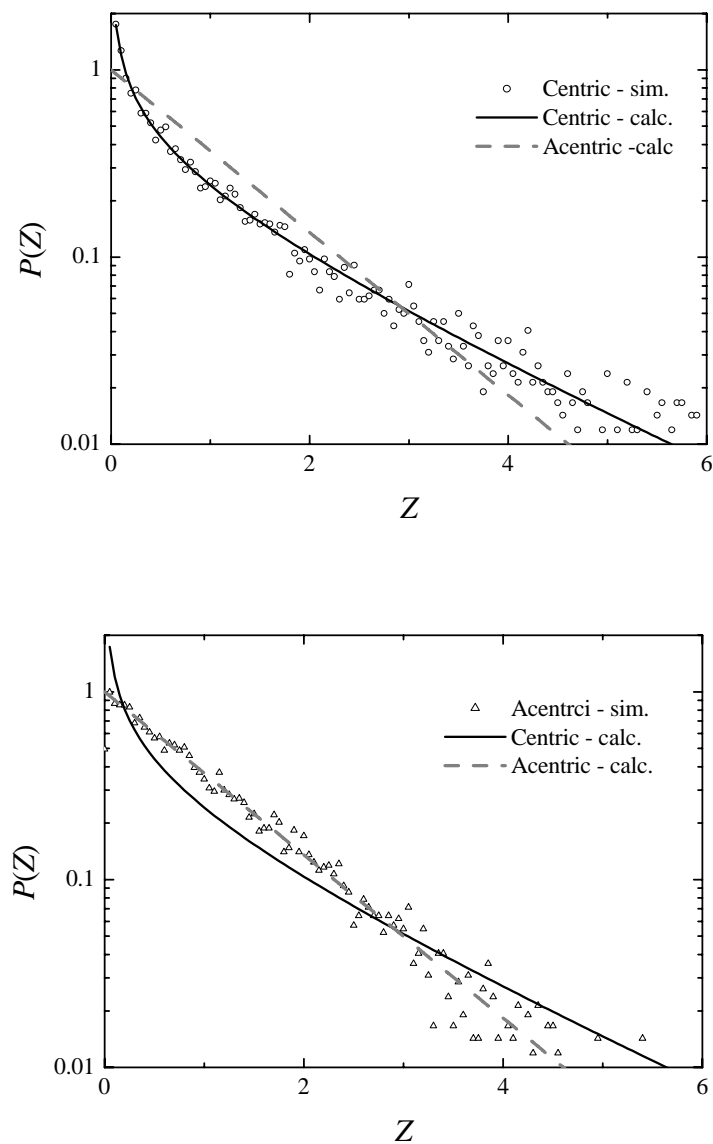 1
0.1
0.01
P(Z)
Centric - sim.
Centric - calc.
Acentric -calc
0
2
4
6
Z
1
0.1
0.01
P(Z)
Acentrci - sim.
Centric - calc.
Acentric - calc.
0
2
4
6
Z